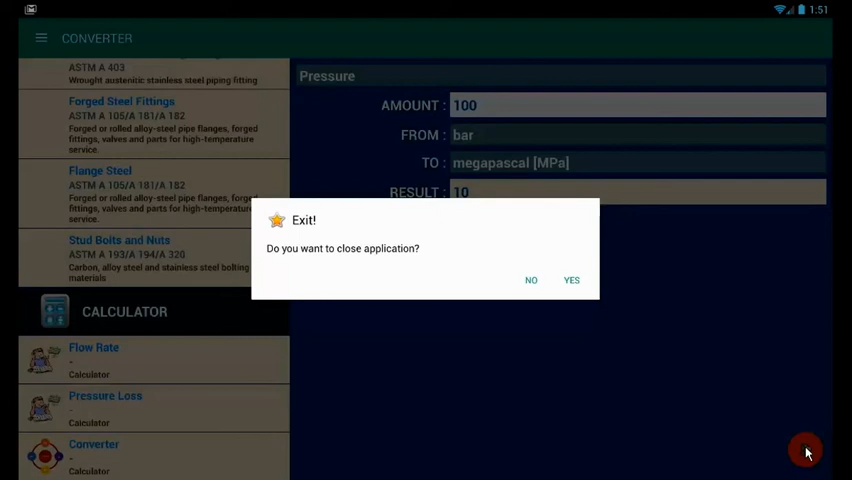 1:51
CONVERTER
ASTM A 403
Wrought austenitic stainless steel piping fitting
Forged Steel Fittings
ASTM A 105/A 181/A 182
Forged or rolled alloy-steel pipe flanges, forged
fittings, valves and parts for high-temperature
service.
Flange Steel
ASTM A 105/A 181/A 182
Forged or rolled alloy-steel pipe flanges, forged
fittings, valves and parts for high-temperature
service.
Stud Bolts and Nuts
ASTM A 193/A 194/A 320
Carbon, alloy steel and stainless steel bolting
materials
CALCULATOR
Flow Rate
-
Calculator
Pressure Loss
-
Calculator
Converter
-
Calculator
Pressure
AMOUNT : 100
FROM : bar
TO : megapascal [MPa]
RESULT : 10
Exit!
Do you want to close application?
NO YES